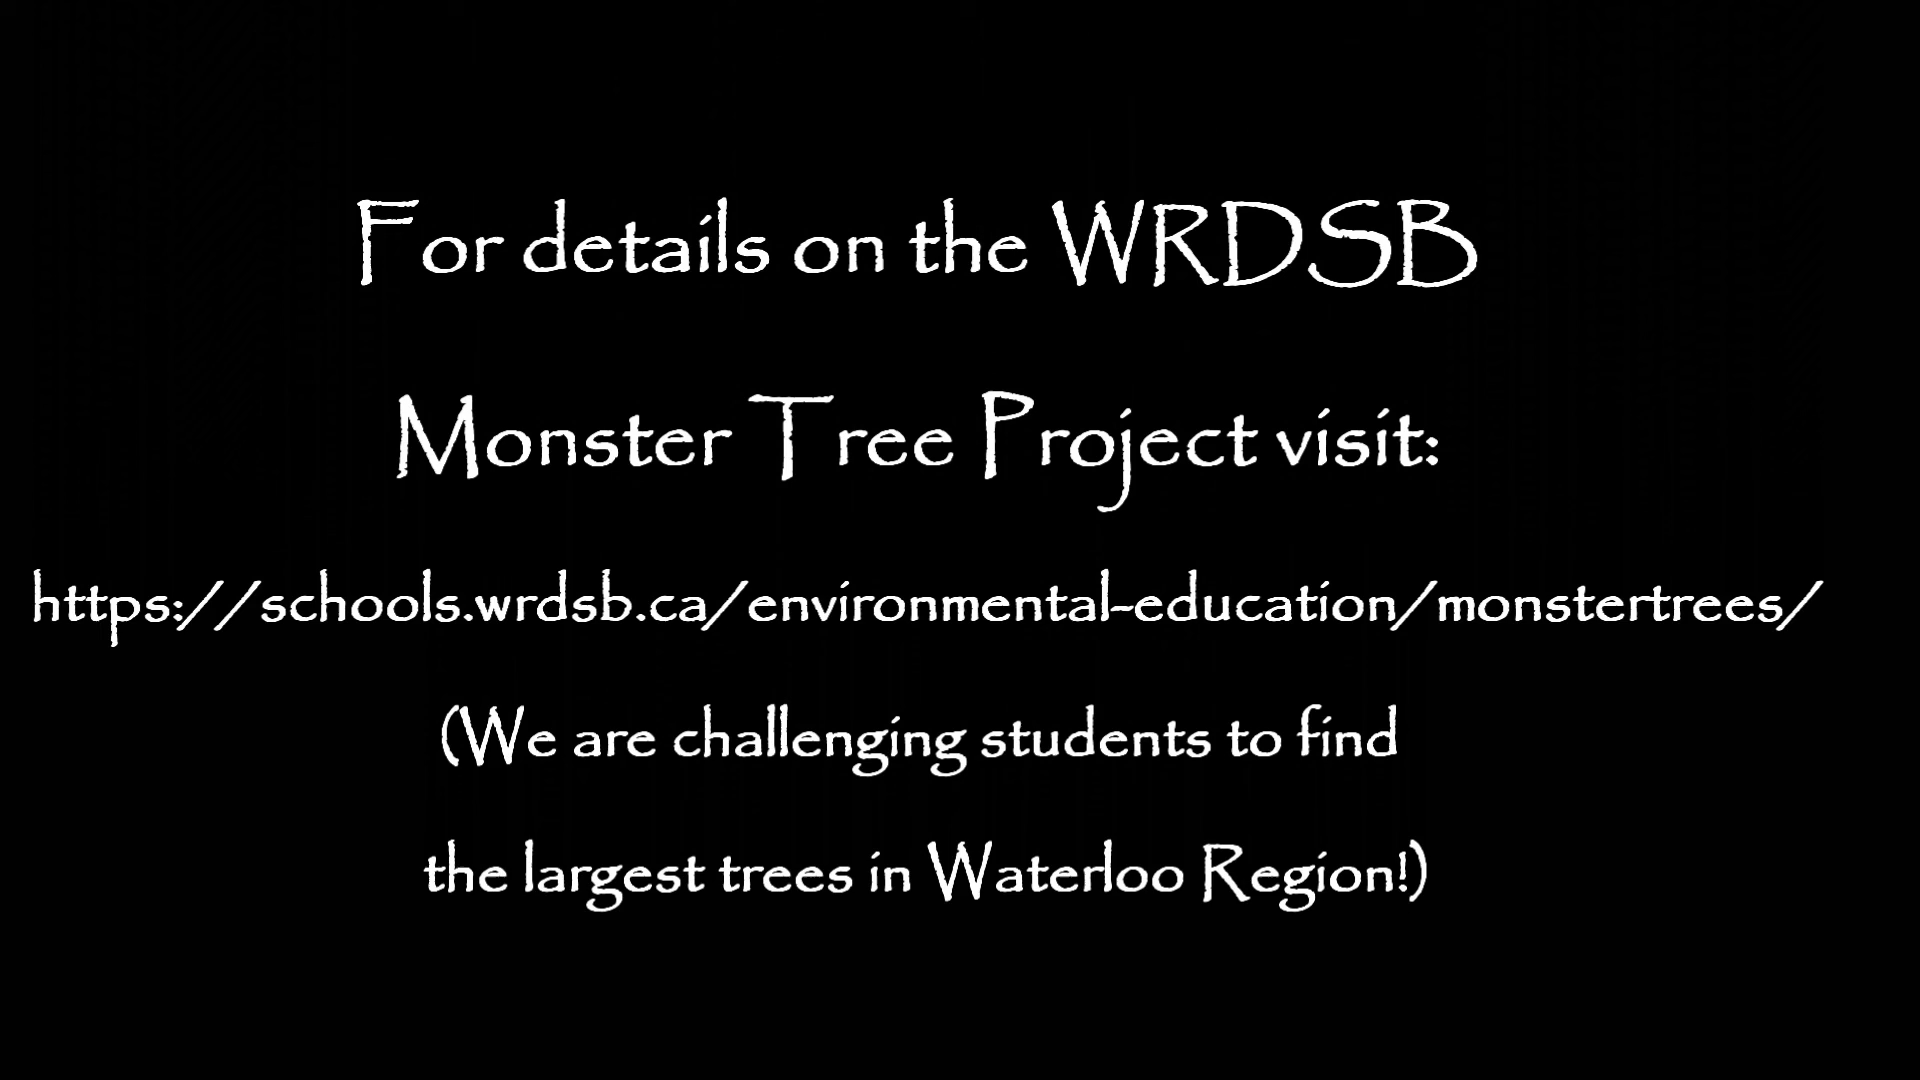 For details on the WRDSB
Monster Tree Project visit:
https://schools.wrdsb.ca/environmental-education/monstertrees/
(We are challenging students to find
the largest trees in Waterloo Region!)